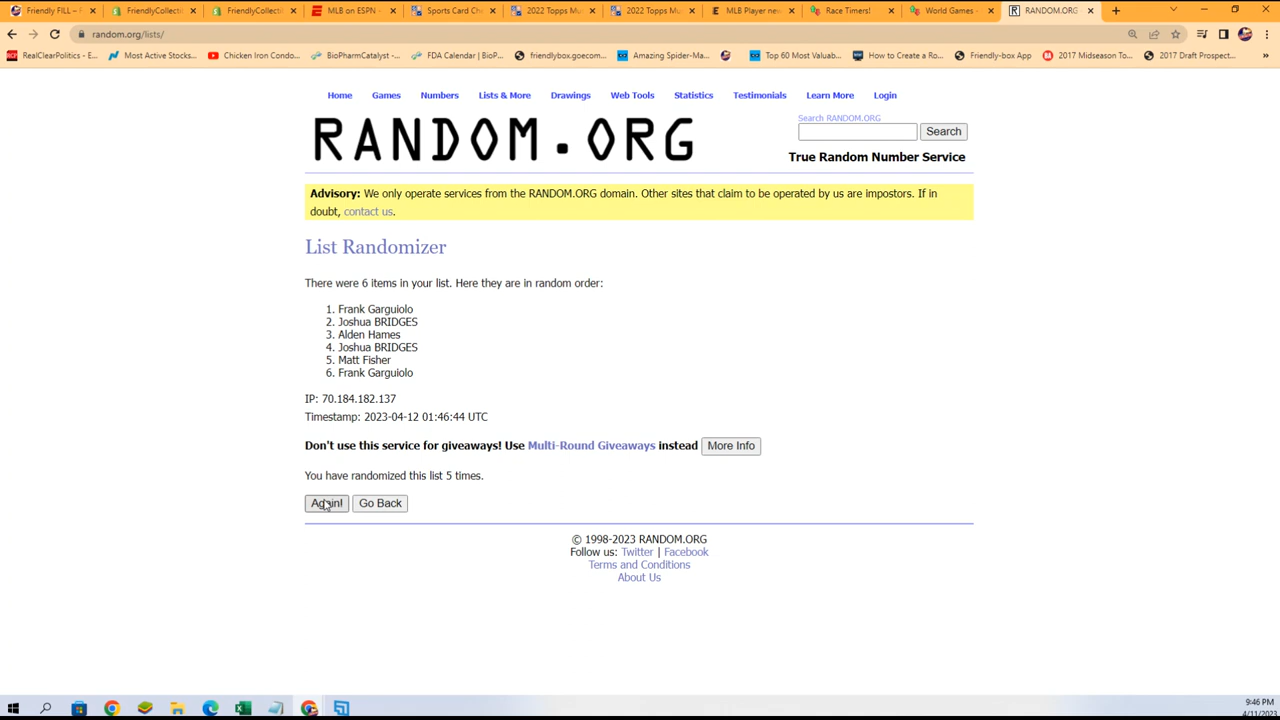 Friendly FILL - F
FriendlyCollecti
FriendlyCollecti
MLB on ESPN -
Sports Card Ch
2022 Topps Mu
2022 Topps Mu
MLB Player new
Race Timers!
World Games -
RANDOM.ORG
random.org/lists/
RealClearPolitics - E...
Most Active Stocks...
Chicken Iron Condo...
BioPharmCatalyst -...
FDA Calendar | BioP...
friendlybox.goecom...
Amazing Spider-Ma...
Top 60 Most Valuab...
How to Create a Ro...
Friendly-box App
2017 Midseason To...
2017 Draft Prospect...
»
Home Games Numbers Lists & More Drawings Web Tools Statistics Testimonials Learn More Login
Search RANDOM.ORG
RANDOM.ORG
Search
True Random Number Service
Advisory: We only operate services from the RANDOM.ORG domain. Other sites that claim to be operated by us are impostors. If in
doubt, contact us.
List Randomizer
There were 6 items in your list. Here they are in random order:
1. Frank Garguiolo
2. Joshua BRIDGES
3. Alden Hames
4. Joshua BRIDGES
5. Matt Fisher
6. Frank Garguiolo
IP: 70.184.182.137
Timestamp: 2023-04-12 01:46:44 UTC
Don't use this service for giveaways! Use Multi-Round Giveaways instead More Info
You have randomized this list 5 times.
Again! Go Back
© 1998-2023 RANDOM.ORG
Follow us: Twitter | Facebook
Terms and Conditions
About Us
9:46 PM
4/11/2023